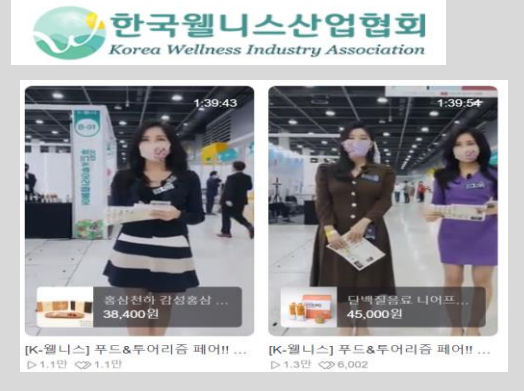 한국웰니스산업협회
Korea Wellness Industry Association
1:39:43
1:39:54
D-01
홍삼천하 감성홍삼 ...
38,400원
단백질음료 니어프...
45,000원
[K-웰니스] 푸드&투어리즘 페어!! ...
[K-웰니스] 푸드&투어리즘 페어!! ...
1.1만 1.1만
1.3만 6,002